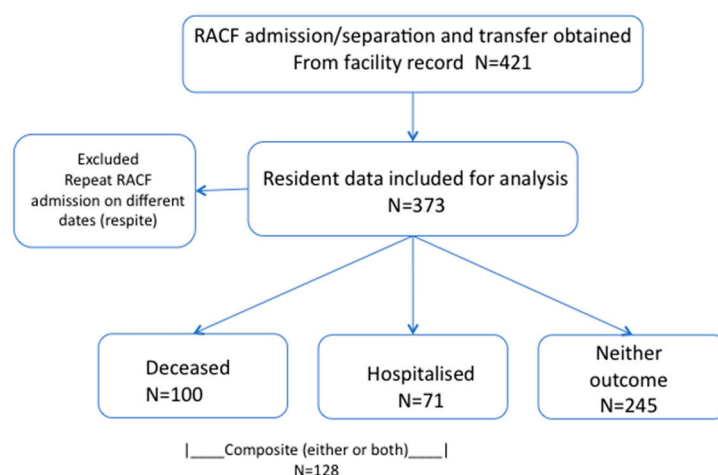 RACF admission/separation and transfer obtained
From facility record N=421
Excluded
Repeat RACF
admission on different
dates (respite)
Resident data included for analysis
N=373
Deceased
N=100
Hospitalised
N=71
Neither
outcome
N=245
|____Composite (either or both)____|
N=128